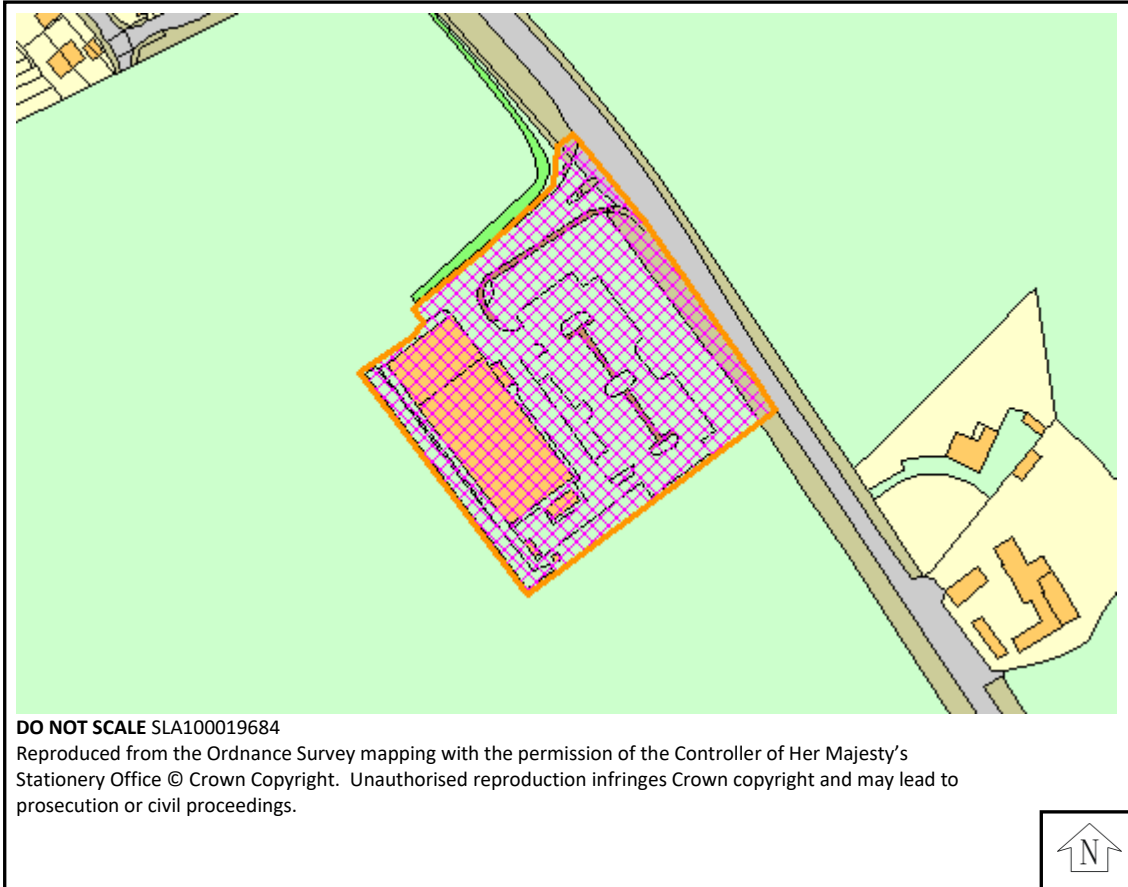 DO NOT SCALE SLA100019684
Reproduced from the Ordnance Survey mapping with the permission of the Controller of Her Majesty's
Stationery Office © Crown Copyright.  Unauthorised reproduction infringes Crown copyright and may lead to
prosecution or civil proceedings.
N